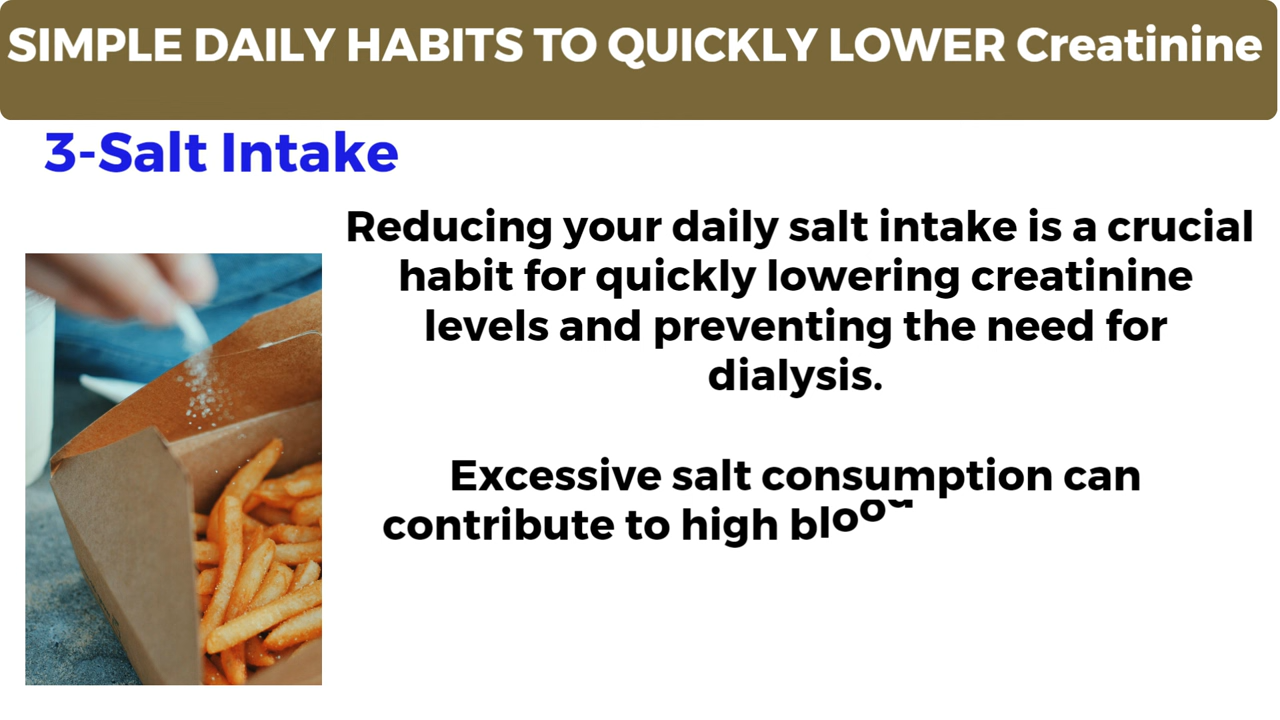 SIMPLE DAILY HABITS TO QUICKLY LOWER Creatinine
3-Salt Intake
Reducing your daily salt intake is a crucial
habit for quickly lowering creatinine
levels and preventing the need for
dialysis.
Excessive salt consumption can
contribute to high blood